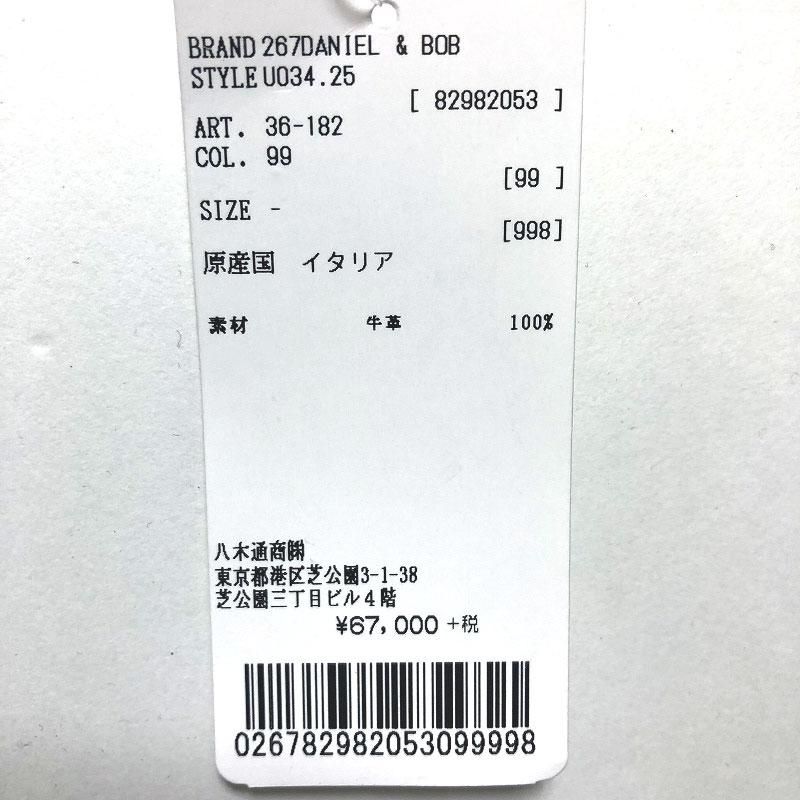 BRAND 267DANIEL & BOB
STYLE U034.25
[ 82982053 ]
ART. 36-182
COL. 99
[99 ]
SIZE -
[998]
原産国 イタリア
素材 牛革 100%
八木通商㈱
東京都港区芝公園3-1-38
芝公園三丁目ビル4階
¥67,000 +税
026782982053099998